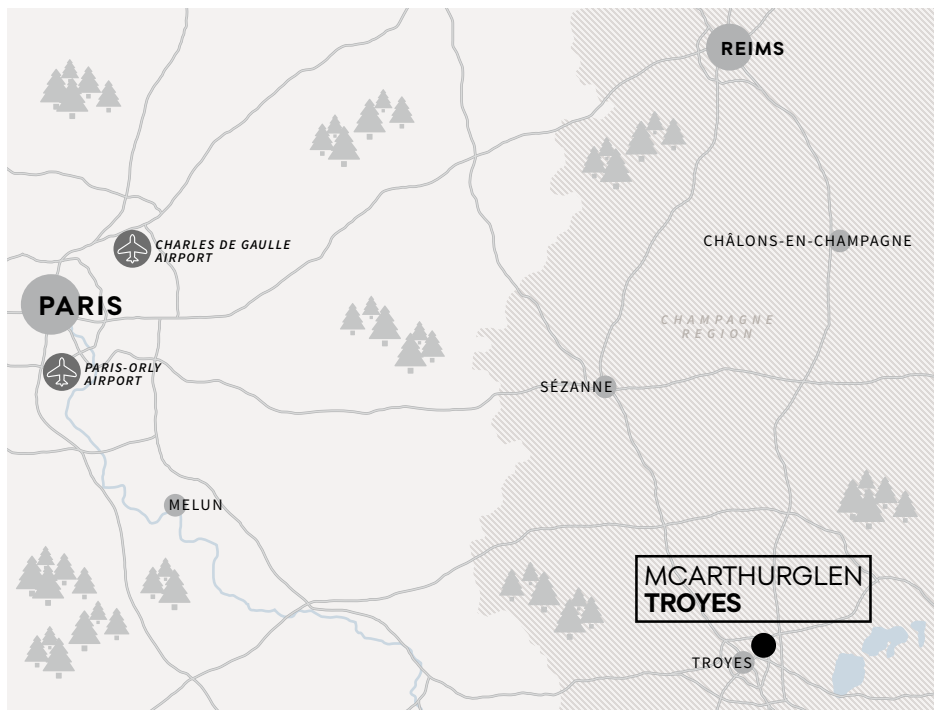 REIMS
CHÂLONS-EN-CHAMPAGNE
CHARLES DE GAULLE
AIRPORT
PARIS
CHAMPAGNE
REGION
PARIS-ORLY
AIRPORT
SÉZANNE
MELUN
MCARTHURGLEN
TROYES
TROYES